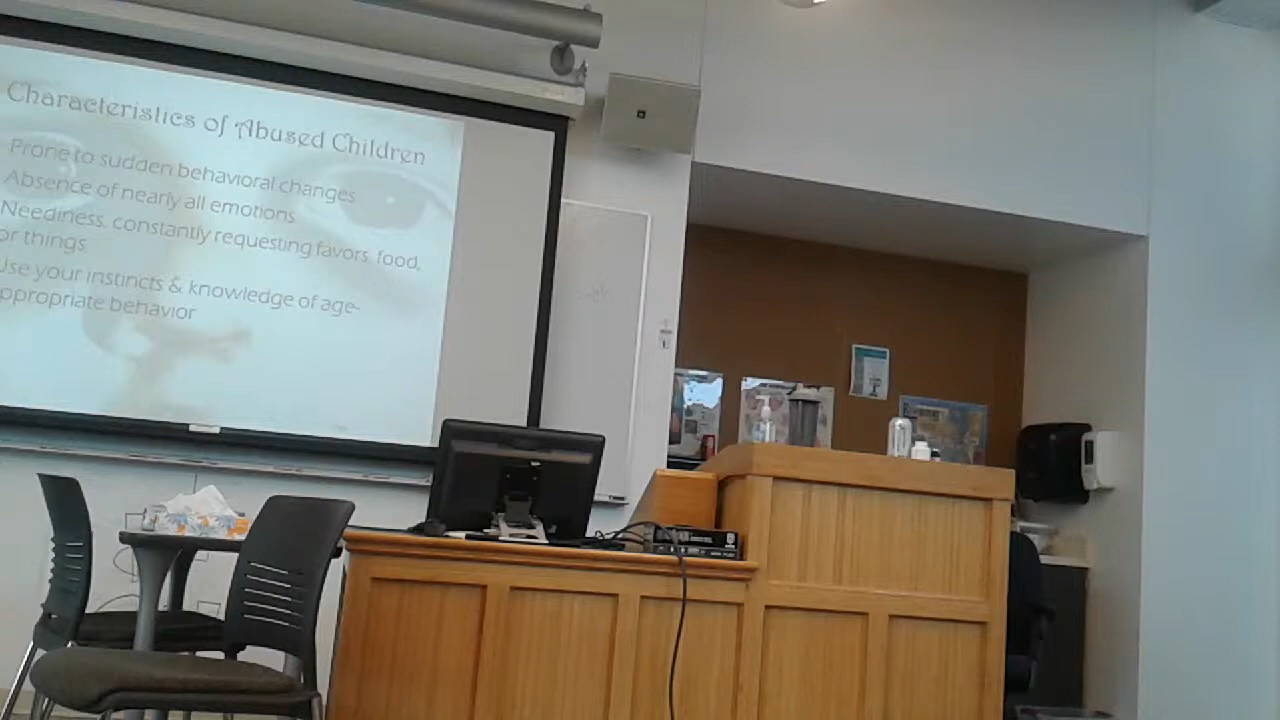 Characteristics of Abused Children
Prone to sudden behavioral changes
Absence of nearly all emotions
Neediness, constantly requesting favors, food,
or things
Use your instincts & knowledge of age-
ppropriate behavior